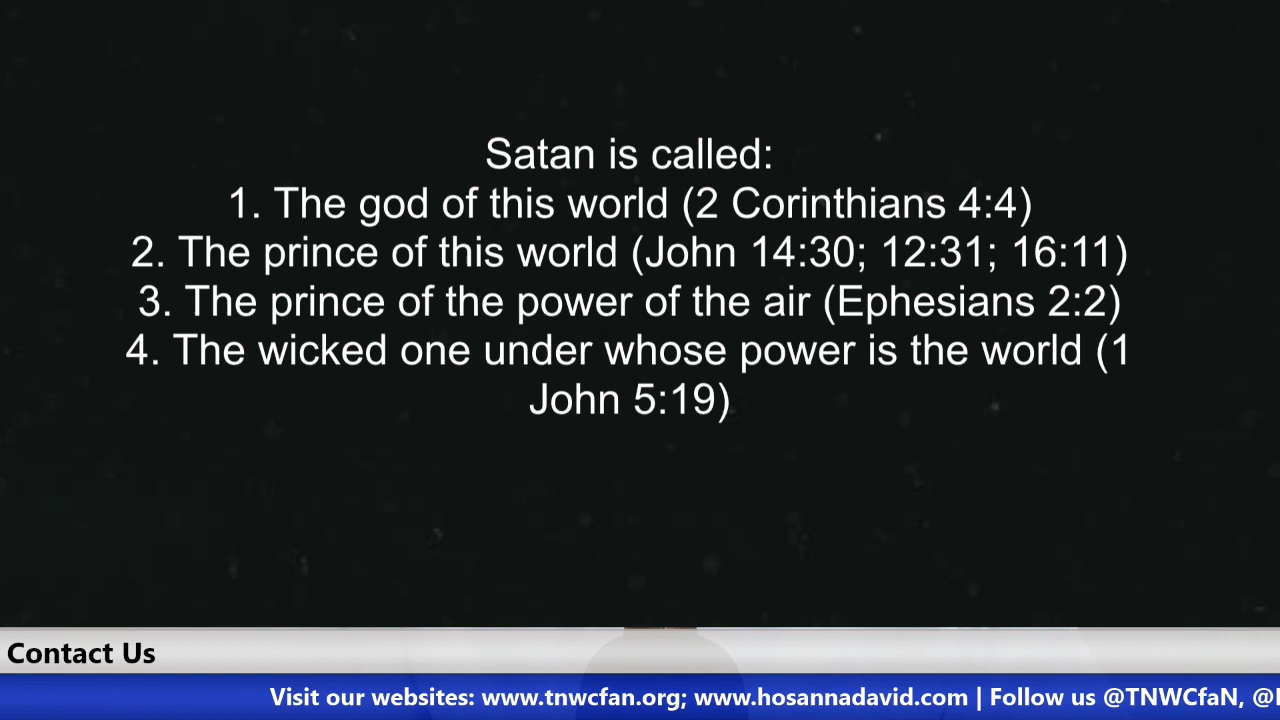 Satan is called:
1. The god of this world (2 Corinthians 4:4)
2. The prince of this world (John 14:30; 12:31; 16:11)
3. The prince of the power of the air (Ephesians 2:2)
4. The wicked one under whose power is the world (1
John 5:19)
Contact Us
Visit our websites: www.tnwcfan.org; www.hosannadavid.com | Follow us @TNWCfaN,